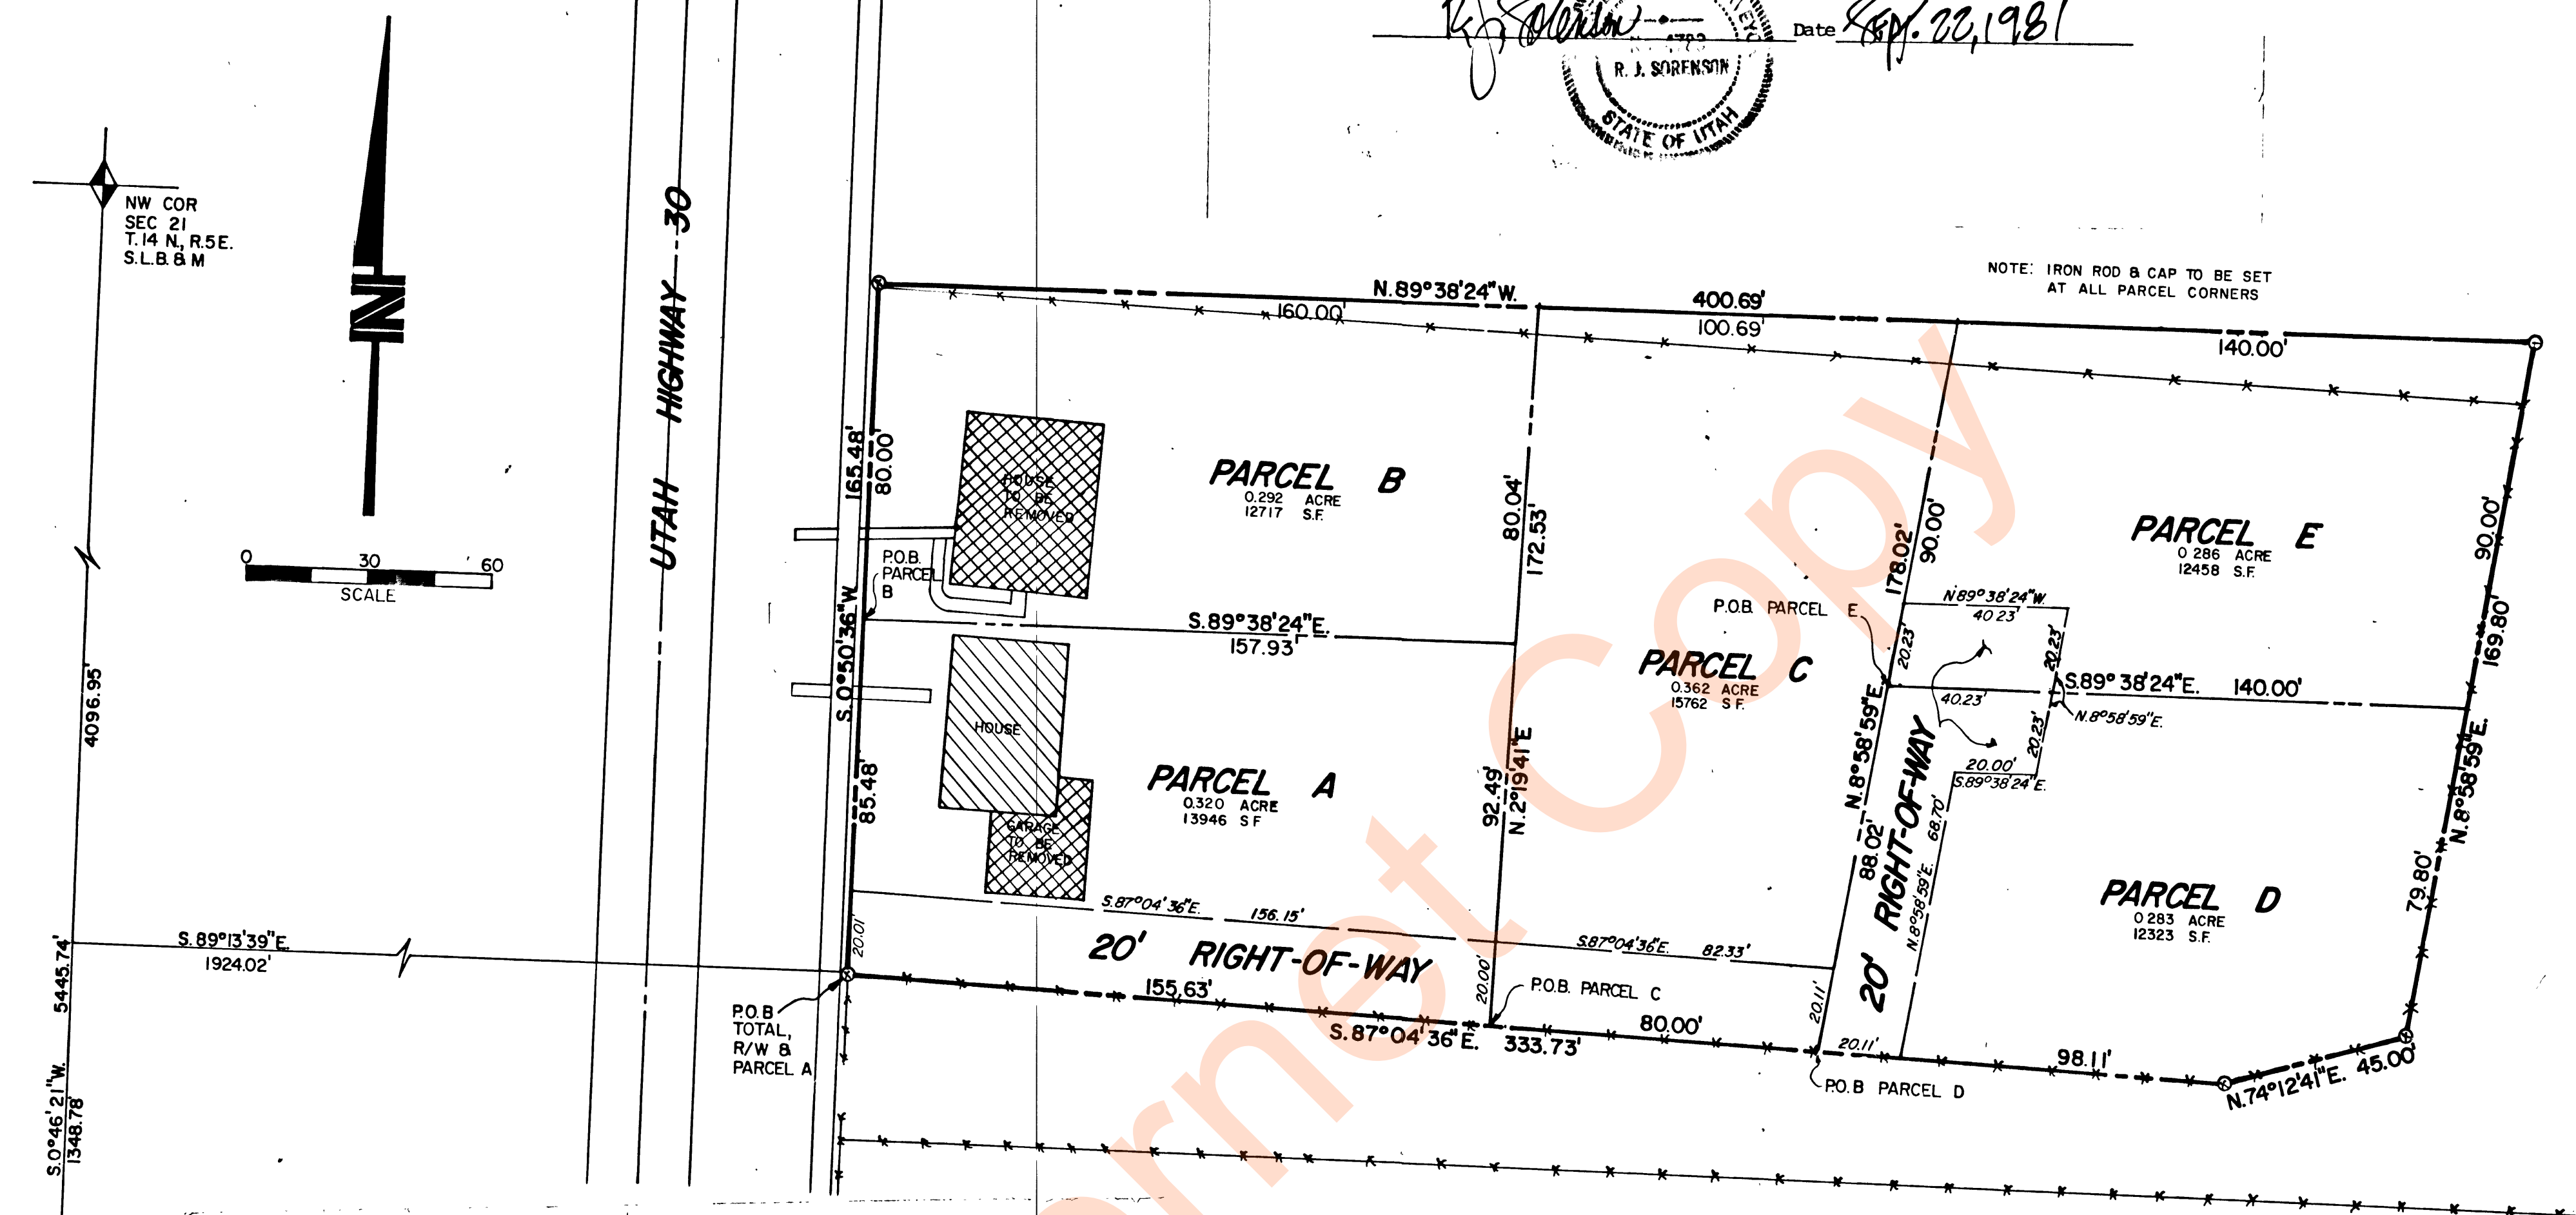 R.J. Sorenson
Date Sept. 22, 1981
R. J. SORENSON
STATE OF UTAH
NW COR
SEC 21
T. 14 N., R. 5 E.
S.L.B. & M
NOTE: IRON ROD & CAP TO BE SET
AT ALL PARCEL CORNERS
N
0 30 60
SCALE
UTAH HIGHWAY 30
N. 89°38'24" W.
400.69'
160.00'
100.69'
140.00'
165.48'
80.00'
S. 0°50'36" W.
85.48'
20.01'
HOUSE
TO BE
REMOVED
P.O.B.
PARCEL
B
PARCEL B
0.292 ACRE
12717 S.F.
80.04'
172.53'
S. 89°38'24" E.
157.93'
HOUSE
GARAGE
TO BE
REMOVED
PARCEL A
0.320 ACRE
13946 S F
92.49'
N. 2°19'41" E
PARCEL C
0.362 ACRE
15762 S F.
178.02'
90.00'
P.O.B. PARCEL E
N 89°38'24" W.
40.23'
20.23'
20.23'
PARCEL E
0 286 ACRE
12458 S.F.
90.00'
169.80'
S. 89°38'24" E. 140.00'
40.23'
N. 8°58'59" E.
20.23'
20.00'
S. 89°38'24" E.
N. 8°58'59" E.
88.02'
20' RIGHT-OF-WAY
N. 8°58'59" E. 68.70'
N. 8°58'59" E.
79.80'
PARCEL D
0 283 ACRE
12323 S.F.
S. 87°04'36" E. 156.15'
S. 87°04'36" E. 82.33'
20' RIGHT-OF-WAY
20.00'
20.11'
155.63'
P.O.B. PARCEL C
S. 87°04'36" E. 333.73'
80.00'
20.11'
98.11'
P.O.B PARCEL D
N. 74°12'41" E. 45.00'
P.O.B
TOTAL,
R/W &
PARCEL A
4096.95'
S. 89°13'39" E.
1924.02'
S. 0°46'21" W. 5445.74'
1348.78'
Copy